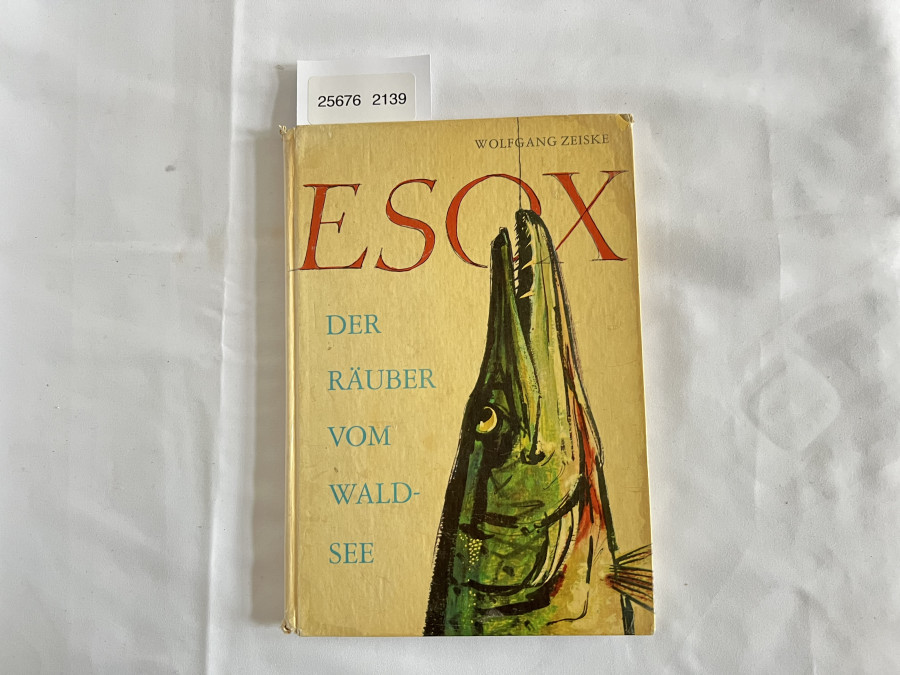 25676 2139
WOLFGANG ZEISKE
ESOX
DER
RÄUBER
VOM
WALD-
SEE